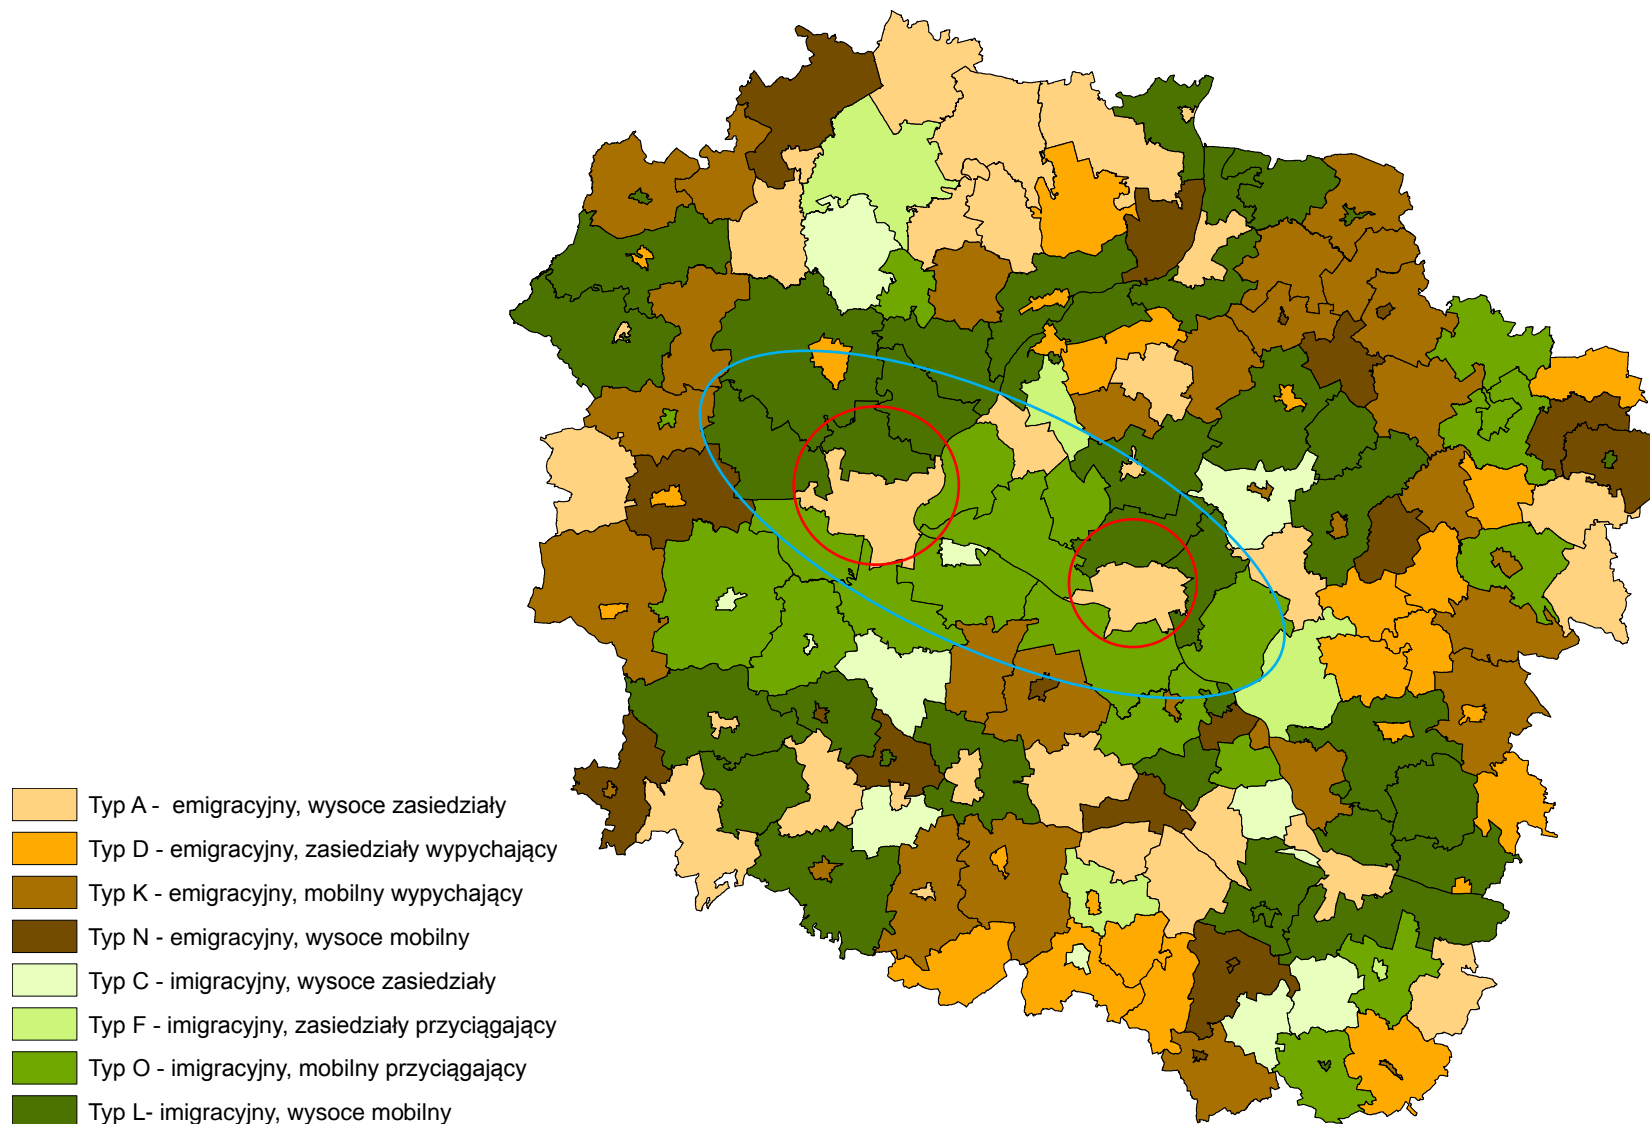 Typ A - emigracyjny, wysoce zasiedziały
Typ D - emigracyjny, zasiedziały wypychający
Typ K - emigracyjny, mobilny wypychający
Typ N - emigracyjny, wysoce mobilny
Typ C - imigracyjny, wysoce zasiedziały
Typ F - imigracyjny, zasiedziały przyciągający
Typ O - imigracyjny, mobilny przyciągający
Typ L- imigracyjny, wysoce mobilny